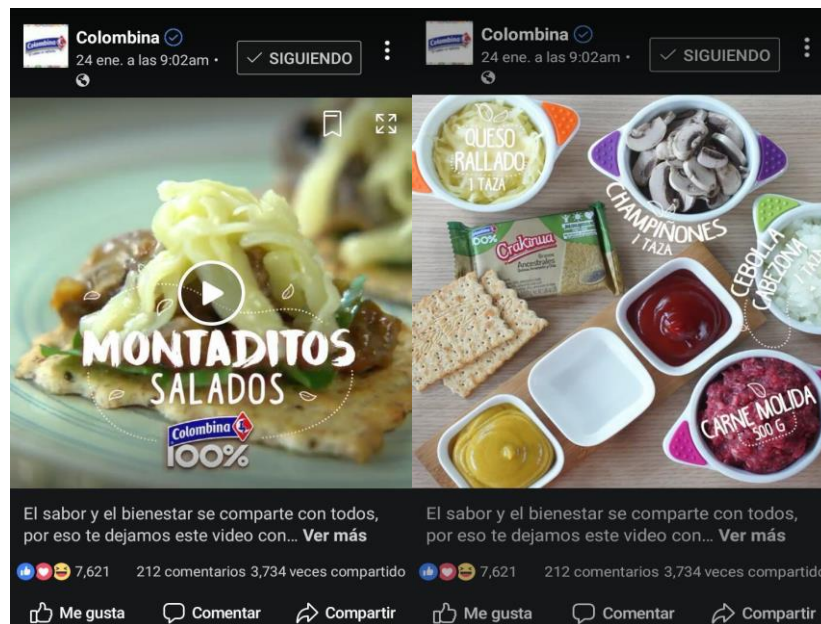 Colombina
24 ene. a las 9:02am •
SIGUIENDO
MONTADITOS
SALADOS
Colombina
100%
El sabor y el bienestar se comparte con todos,
por eso te dejamos este video con... Ver más
7,621 212 comentarios 3,734 veces compartido
Me gusta Comentar Compartir
Colombina
24 ene. a las 9:02am •
SIGUIENDO
QUESO
RALLADO
1 TAZA
CHAMPIÑONES
1 TAZA
CEBOLLA
CABEZONA
100%
Crakinua
Ancestrales
CARNE MOLIDA
500 G
El sabor y el bienestar se comparte con todos,
por eso te dejamos este video con... Ver más
7,621 212 comentarios 3,734 veces compartido
Me gusta Comentar Compartir